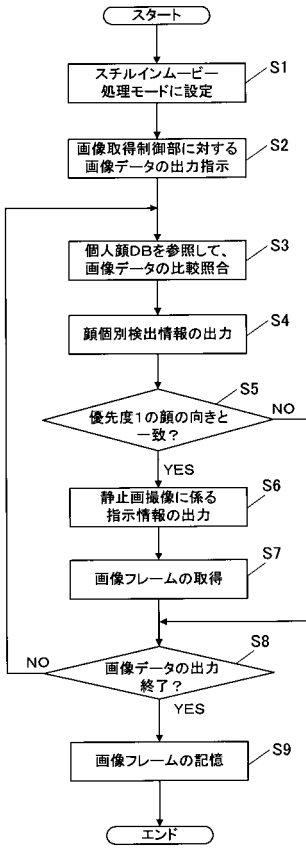 スタート
S1
スチルインムービー
処理モードに設定
S2
画像取得制御部に対する
画像データの出力指示
S3
個人顔DBを参照して、
画像データの比較照合
S4
顔個別検出情報の出力
S5
優先度1の顔の向きと
一致?
NO
YES
S6
静止画撮像に係る
指示情報の出力
S7
画像フレームの取得
S8
画像データの出力
終了?
NO
YES
S9
画像フレームの記憶
エンド